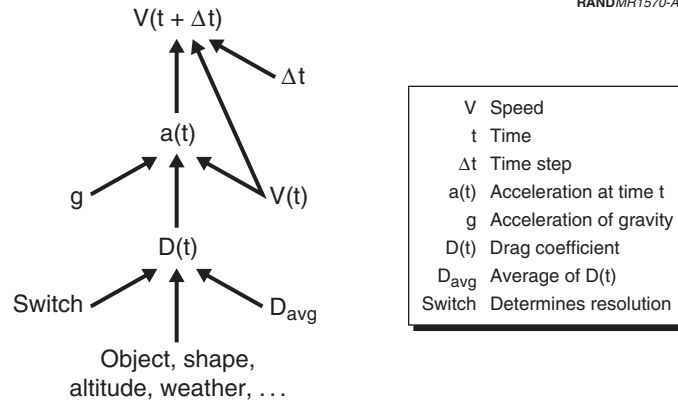 RANDMR1570-A
V(t + Δt)
Δt
a(t)
g
V(t)
D(t)
Switch
Davg
Object, shape,
altitude, weather, . . .
V Speed
t Time
Δt Time step
a(t) Acceleration at time t
g Acceleration of gravity
D(t) Drag coefficient
Davg Average of D(t)
Switch Determines resolution